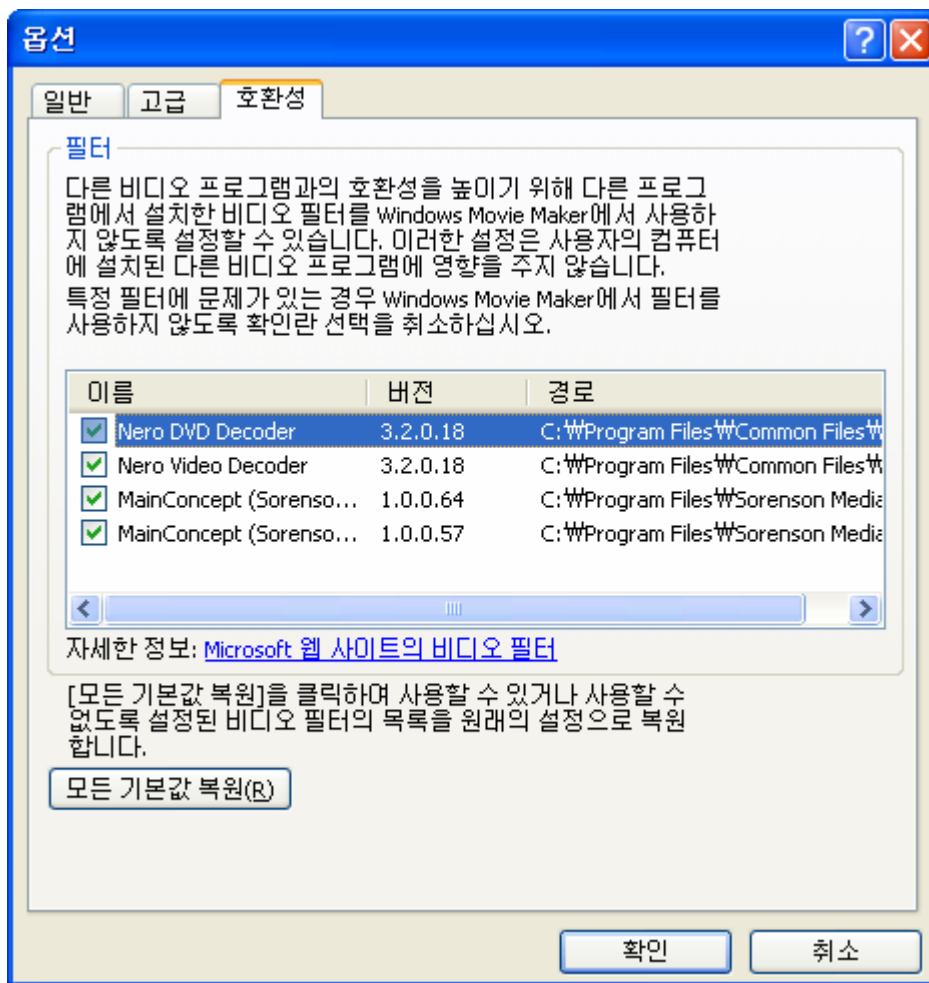 옵션
일반 고급 호환성
필터
다른 비디오 프로그램과의 호환성을 높이기 위해 다른 프로그
램에서 설치한 비디오 필터를 Windows Movie Maker에서 사용하
지 않도록 설정할 수 있습니다. 이러한 설정은 사용자의 컴퓨터
에 설치된 다른 비디오 프로그램에 영향을 주지 않습니다.
특정 필터에 문제가 있는 경우 Windows Movie Maker에서 필터를
사용하지 않도록 확인란 선택을 취소하십시오.
이름 버전 경로
Nero DVD Decoder 3.2.0.18 C:₩Program Files₩Common Files₩
Nero Video Decoder 3.2.0.18 C:₩Program Files₩Common Files₩
MainConcept (Sorenso... 1.0.0.64 C:₩Program Files₩Sorenson Media
MainConcept (Sorenso... 1.0.0.57 C:₩Program Files₩Sorenson Media
자세한 정보: Microsoft 웹 사이트의 비디오 필터
[모든 기본값 복원]을 클릭하며 사용할 수 있거나 사용할 수
없도록 설정된 비디오 필터의 목록을 원래의 설정으로 복원
합니다.
모든 기본값 복원(R)
확인 취소